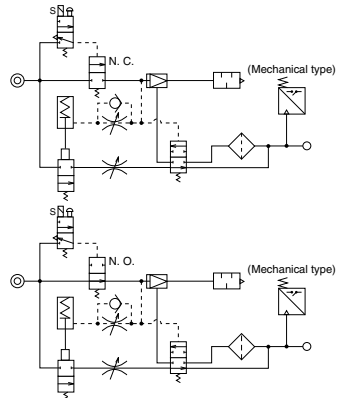 S
N. C.
(Mechanical type)
S
N. O.
(Mechanical type)